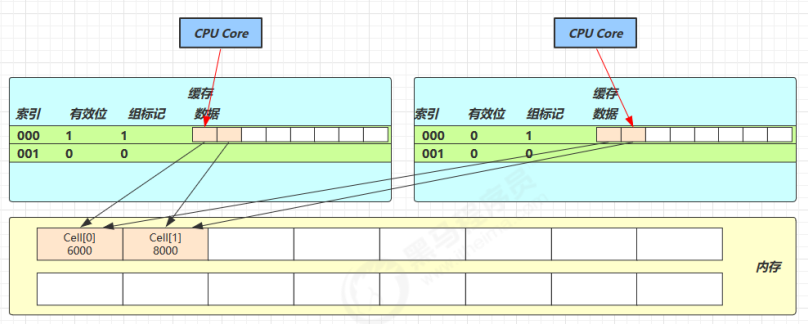 CPU Core
CPU Core
缓存
索引 有效位 组标记 数据
000 1 1
001 0 0
缓存
索引 有效位 组标记 数据
000 0 1
001 0 0
Cell[0]
6000
Cell[1]
8000
内存
黑马程序员